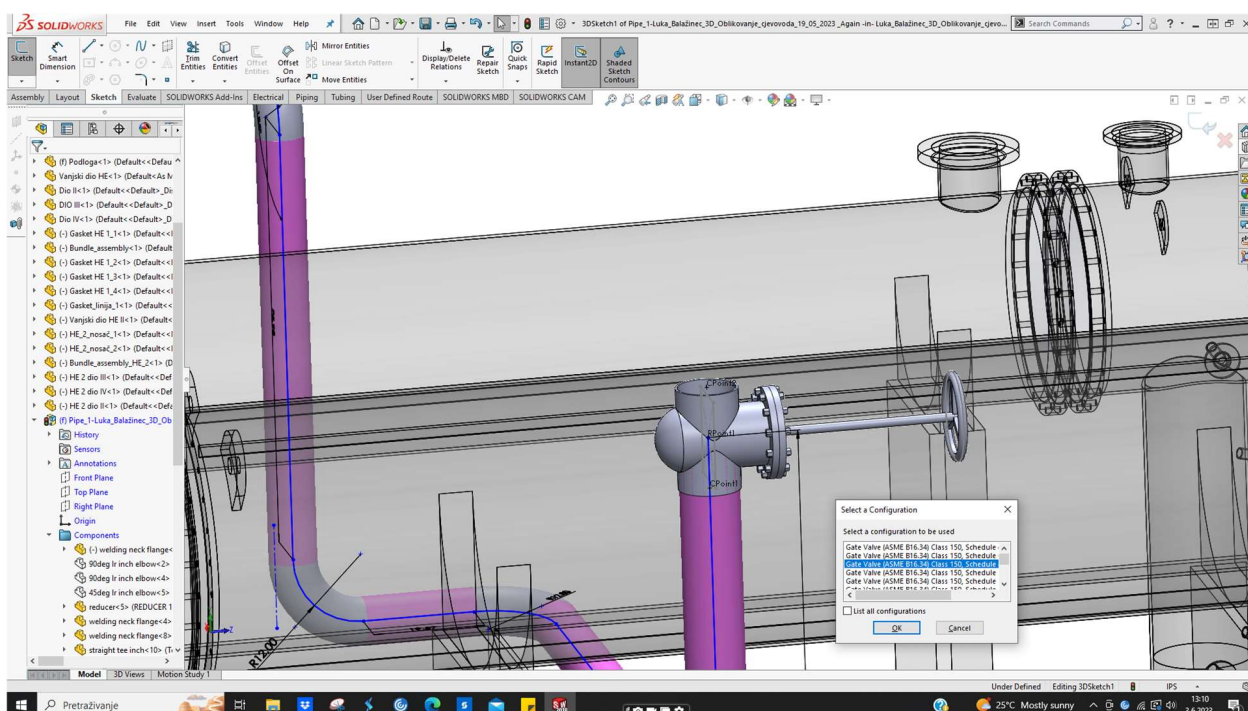 SOLIDWORKS File Edit View Insert Tools Window Help 3DSketch1 of Pipe_1-Luka_Balažinec_3D_Oblikovanje_cjevovoda_19_05_2023 _Again -in- Luka_Balažinec_3D_Oblikovanje_cjevo... Search Commands
Sketch Smart Dimension Trim Entities Convert Entities Offset Entities Offset On Surface Mirror Entities Linear Sketch Pattern Move Entities Display/Delete Relations Repair Sketch Quick Snaps Rapid Sketch Instant2D Shaded Sketch Contours
Assembly Layout Sketch Evaluate SOLIDWORKS Add-Ins Electrical Piping Tubing User Defined Route SOLIDWORKS MBD SOLIDWORKS CAM
(f) Podloga<1> (Default<<Defau
Vanjski dio HE<1> (Default<As M
Dio II<1> (Default<<Default>_Di
DIO III<1> (Default<<Default>_D
Dio IV<1> (Default<<Default>_D
(-) Gasket HE 1_1<1> (Default<<
(-) Bundle_assembly<1> (Default
(-) Gasket HE 1_2<1> (Default<<
(-) Gasket HE 1_3<1> (Default<<
(-) Gasket HE 1_4<1> (Default<<
(-) Gasket_linija_1<1> (Default<<
(-) Vanjski dio HE II<1> (Default<
(-) HE_2_nosač_1<1> (Default<<
(-) HE_2_nosač_2<1> (Default<<
(-) Bundle_assembly_HE_2<1> (D
(-) HE 2 dio III<1> (Default<<Def
(-) HE 2 dio IV<1> (Default<<Def
(-) HE 2 dio II<1> (Default<<Defa
(f) Pipe_1-Luka_Balažinec_3D_Ob
History
Sensors
Annotations
Front Plane
Top Plane
Right Plane
Origin
Components
(-) welding neck flange<
90deg lr inch elbow<2>
90deg lr inch elbow<4>
45deg lr inch elbow<5>
reducer<5> (REDUCER 1
welding neck flange<4>
welding neck flange<8>
straight tee inch<10> (T
CPoint2
RPoint1
CPoint1
R12.00
Z
Select a Configuration
Select a configuration to be used
Gate Valve (ASME B16.34) Class 150, Schedule
Gate Valve (ASME B16.34) Class 150, Schedule
Gate Valve (ASME B16.34) Class 150, Schedule
Gate Valve (ASME B16.34) Class 150, Schedule
Gate Valve (ASME B16.34) Class 150, Schedule
Gate Valve (ASME B16.34) Class 150, Schedule
List all configurations
OK Cancel
Model 3D Views Motion Study 1
Under Defined Editing 3DSketch1 IPS
Pretraživanje 25°C Mostly sunny 13:10